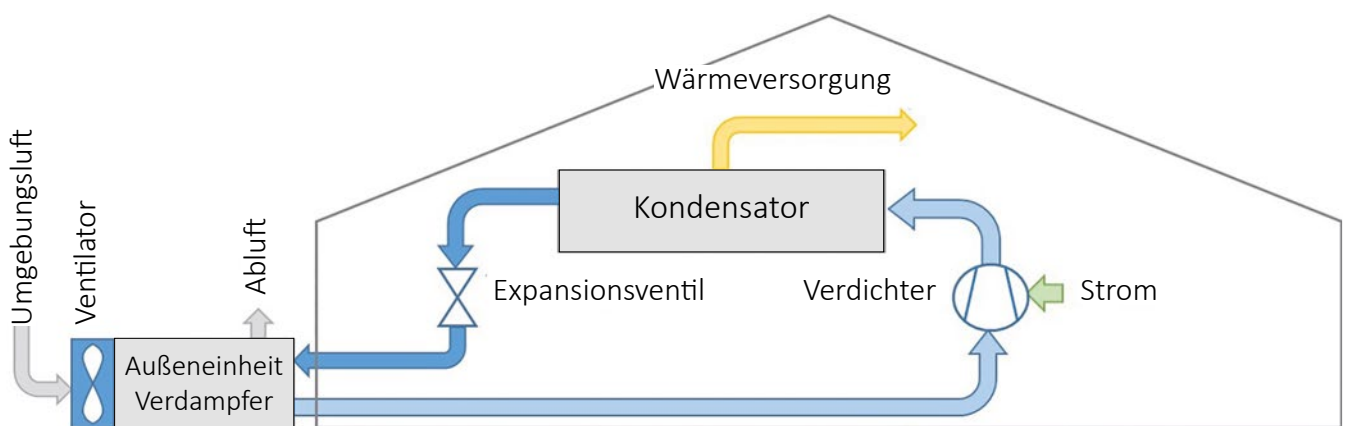 Wärmeversorgung
Umgebungsluft
Ventilator
Abluft
Kondensator
Expansionsventil
Verdichter
Strom
Außeneinheit
Verdampfer